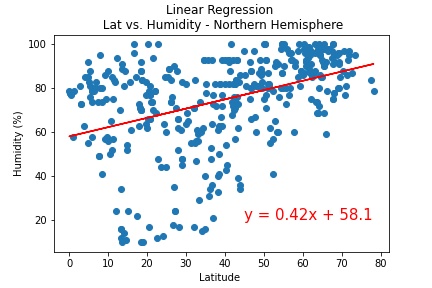 Linear Regression
Lat vs. Humidity - Northern Hemisphere
100
80
60
40
20
Humidity (%)
y = 0.42x + 58.1
0 10 20 30 40 50 60 70 80
Latitude